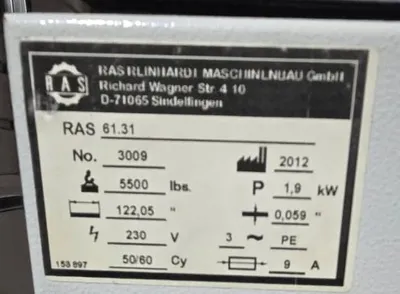 RAS
RAS REINHARDT MASCHINENBAU GmbH
Richard Wagner Str. 4 10
D-71065 Sindelfingen
RAS 61.31
No. 3009 2012
5500 lbs. P 1,9 kW
122,05 " 0,059 "
230 V 3 ~ PE
50/60 Cy 9 A
158 897